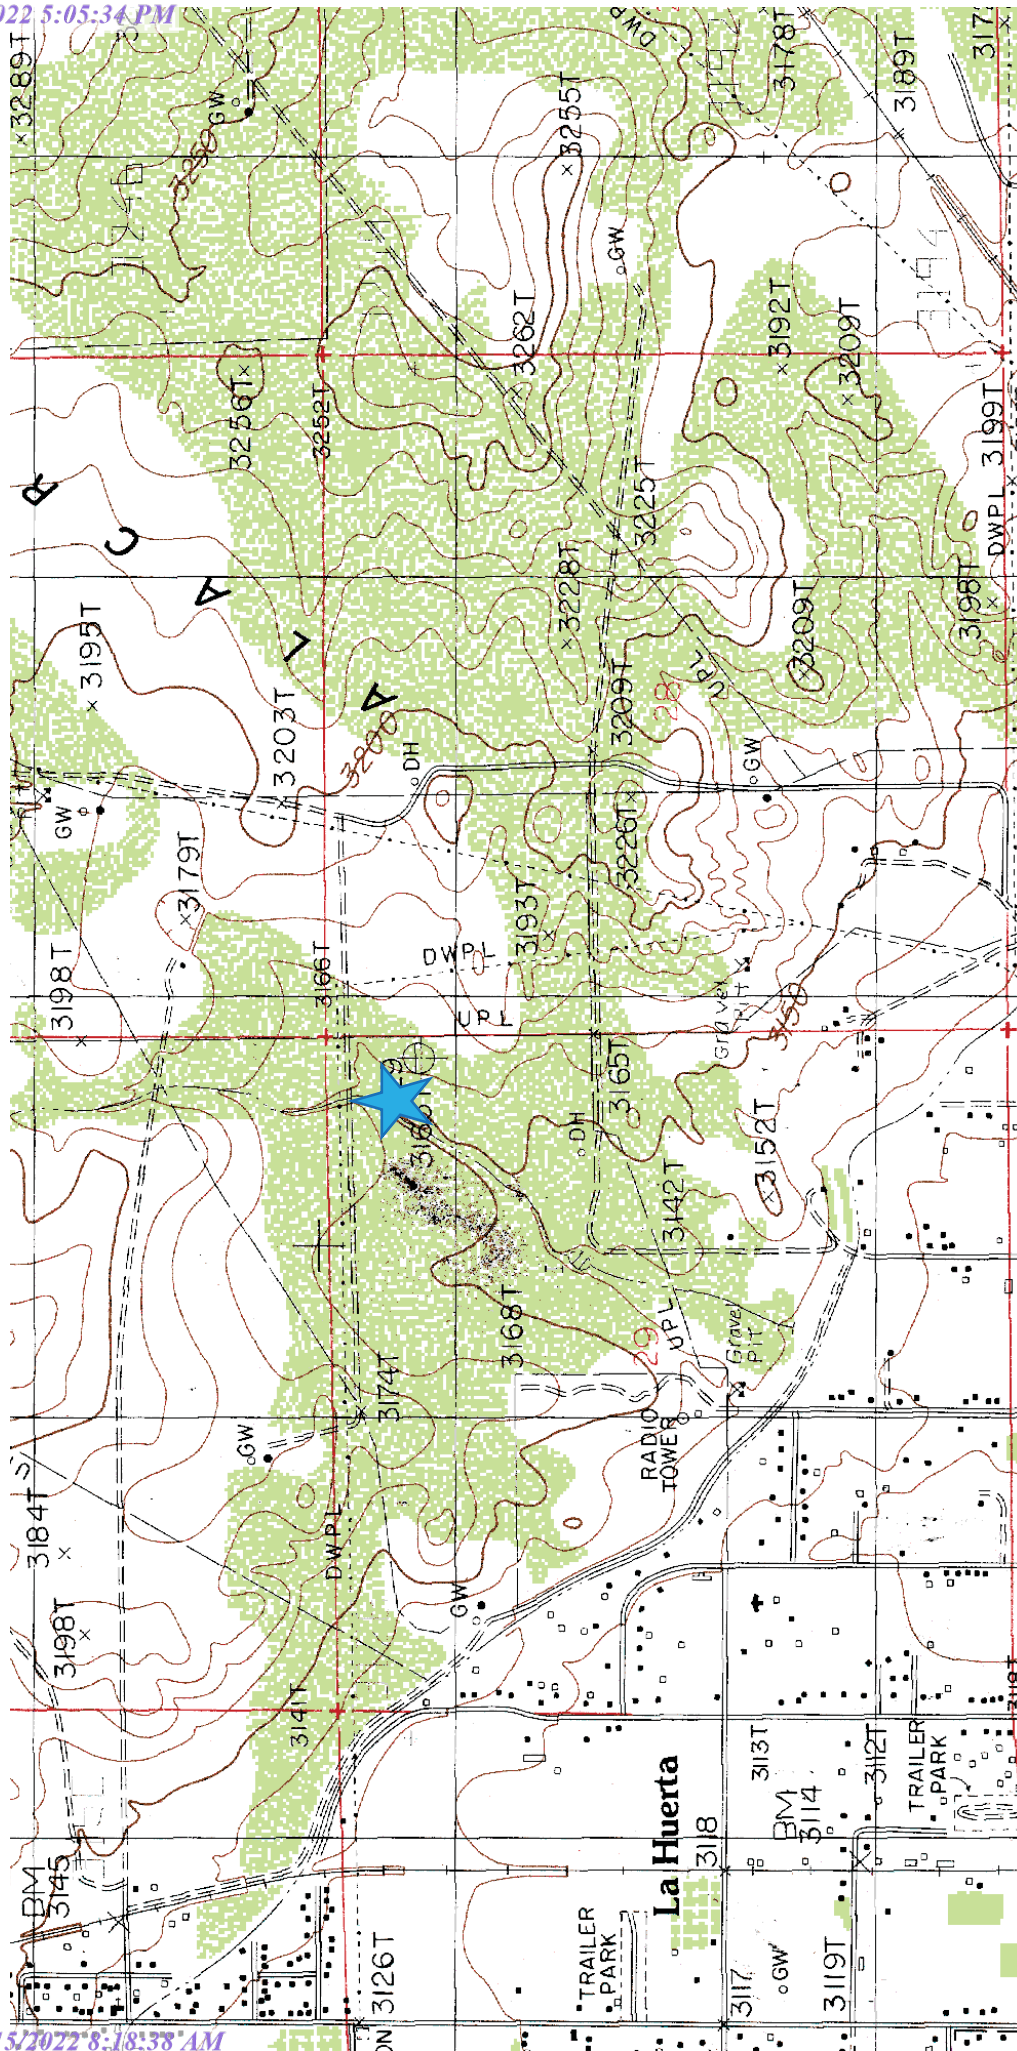 022 5:05:34 PM
3289T
GW
3250
3255T
DWP
3178T
3189T
317
GW
3262T
3192T
3209T
3194
3256T
3252T
3199T
R
C
A
L
A
3225T
DWPL
3228T
3198T
3195T
3209T
3209T
28
UPL
3203T
3200
DH
GW
GW
3179T
3226T
3193T
DWPL
3198T
3166T
Gravel
Pit
3150
UPL
3165T
DH
3152T
3142T
3168T
29
UPL
Gravel
Pit
3174T
GW
RADIO
TOWER
3184T
DWPL
3198T
GW
3141T
3113T
3112T
TRAILER
PARK
La Huerta
BM
3114
3118
BM
3145
TRAILER
PARK
3126T
3117
GW
3119T
15/2022 8:18:38 AM